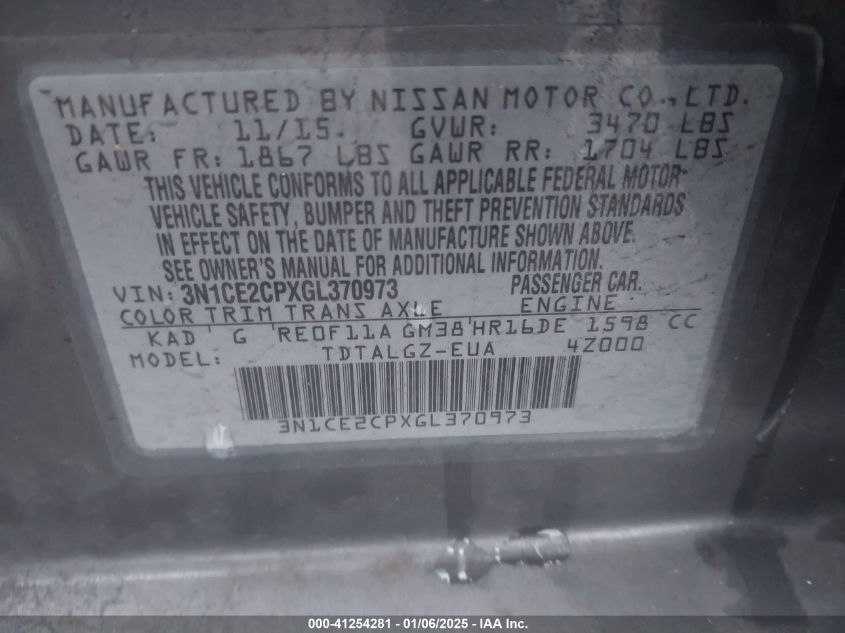 MANUFACTURED BY NISSAN MOTOR CO., LTD.
DATE: 11/15. GVWR: 3470 LBS
GAWR FR: 1867 LBS GAWR RR: 1704 LBS
THIS VEHICLE CONFORMS TO ALL APPLICABLE FEDERAL MOTOR
VEHICLE SAFETY, BUMPER AND THEFT PREVENTION STANDARDS
IN EFFECT ON THE DATE OF MANUFACTURE SHOWN ABOVE.
SEE OWNER'S MANUAL FOR ADDITIONAL INFORMATION.
VIN: 3N1CE2CPXGL370973 PASSENGER CAR.
COLOR TRIM TRANS AXLE ENGINE
KAD G RE0F11A GM38 HR16DE 1598 CC
MODEL: TDTALGZ-EUA 4Z000
3N1CE2CPXGL370973
000-41254281 - 01/06/2025 - IAA Inc.